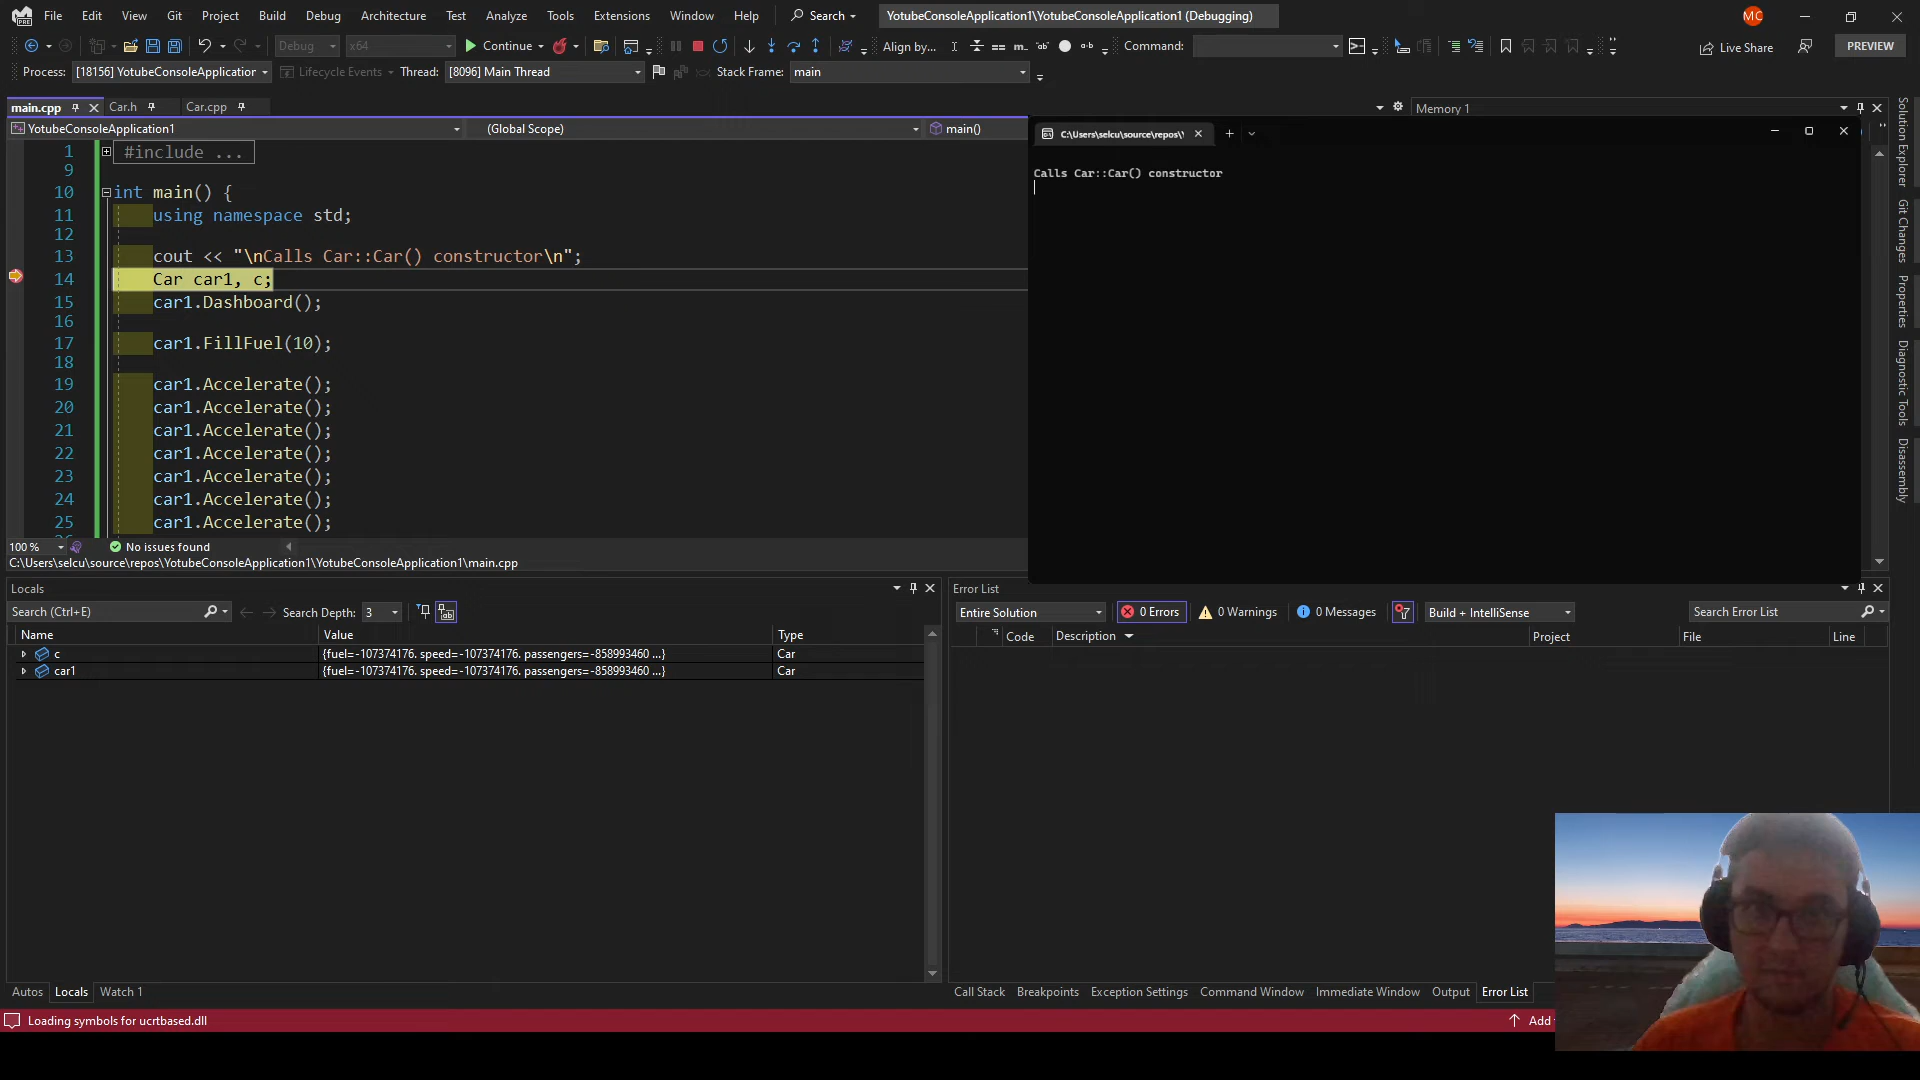 File Edit View Git Project Build Debug Architecture Test Analyze Tools Extensions Window Help Search YotubeConsoleApplication1\YotubeConsoleApplication1 (Debugging) MC
Debug x64 Continue Align by... Command: Live Share PREVIEW
Process: [18156] YotubeConsoleApplication Lifecycle Events Thread: [8096] Main Thread Stack Frame: main
main.cpp Car.h Car.cpp Memory 1
YotubeConsoleApplication1 (Global Scope) main()
C:\Users\selcu\source\repos\
1 #include ...
9
10 int main() {
11 using namespace std;
12
13 cout << "\nCalls Car::Car() constructor\n";
14 Car car1, c;
15 car1.Dashboard();
16
17 car1.FillFuel(10);
18
19 car1.Accelerate();
20 car1.Accelerate();
21 car1.Accelerate();
22 car1.Accelerate();
23 car1.Accelerate();
24 car1.Accelerate();
25 car1.Accelerate();
Calls Car::Car() constructor
Solution Explorer
Git Changes
Properties
Diagnostic Tools
Disassembly
100 % No issues found
C:\Users\selcu\source\repos\YotubeConsoleApplication1\YotubeConsoleApplication1\main.cpp
Locals
Search (Ctrl+E) Search Depth: 3
Name Value Type
c {fuel=-107374176. speed=-107374176. passengers=-858993460 ...} Car
car1 {fuel=-107374176. speed=-107374176. passengers=-858993460 ...} Car
Autos Locals Watch 1
Error List
Entire Solution 0 Errors 0 Warnings 0 Messages Build + IntelliSense Search Error List
Code Description Project File Line
Call Stack Breakpoints Exception Settings Command Window Immediate Window Output Error List
Loading symbols for ucrtbased.dll
Add